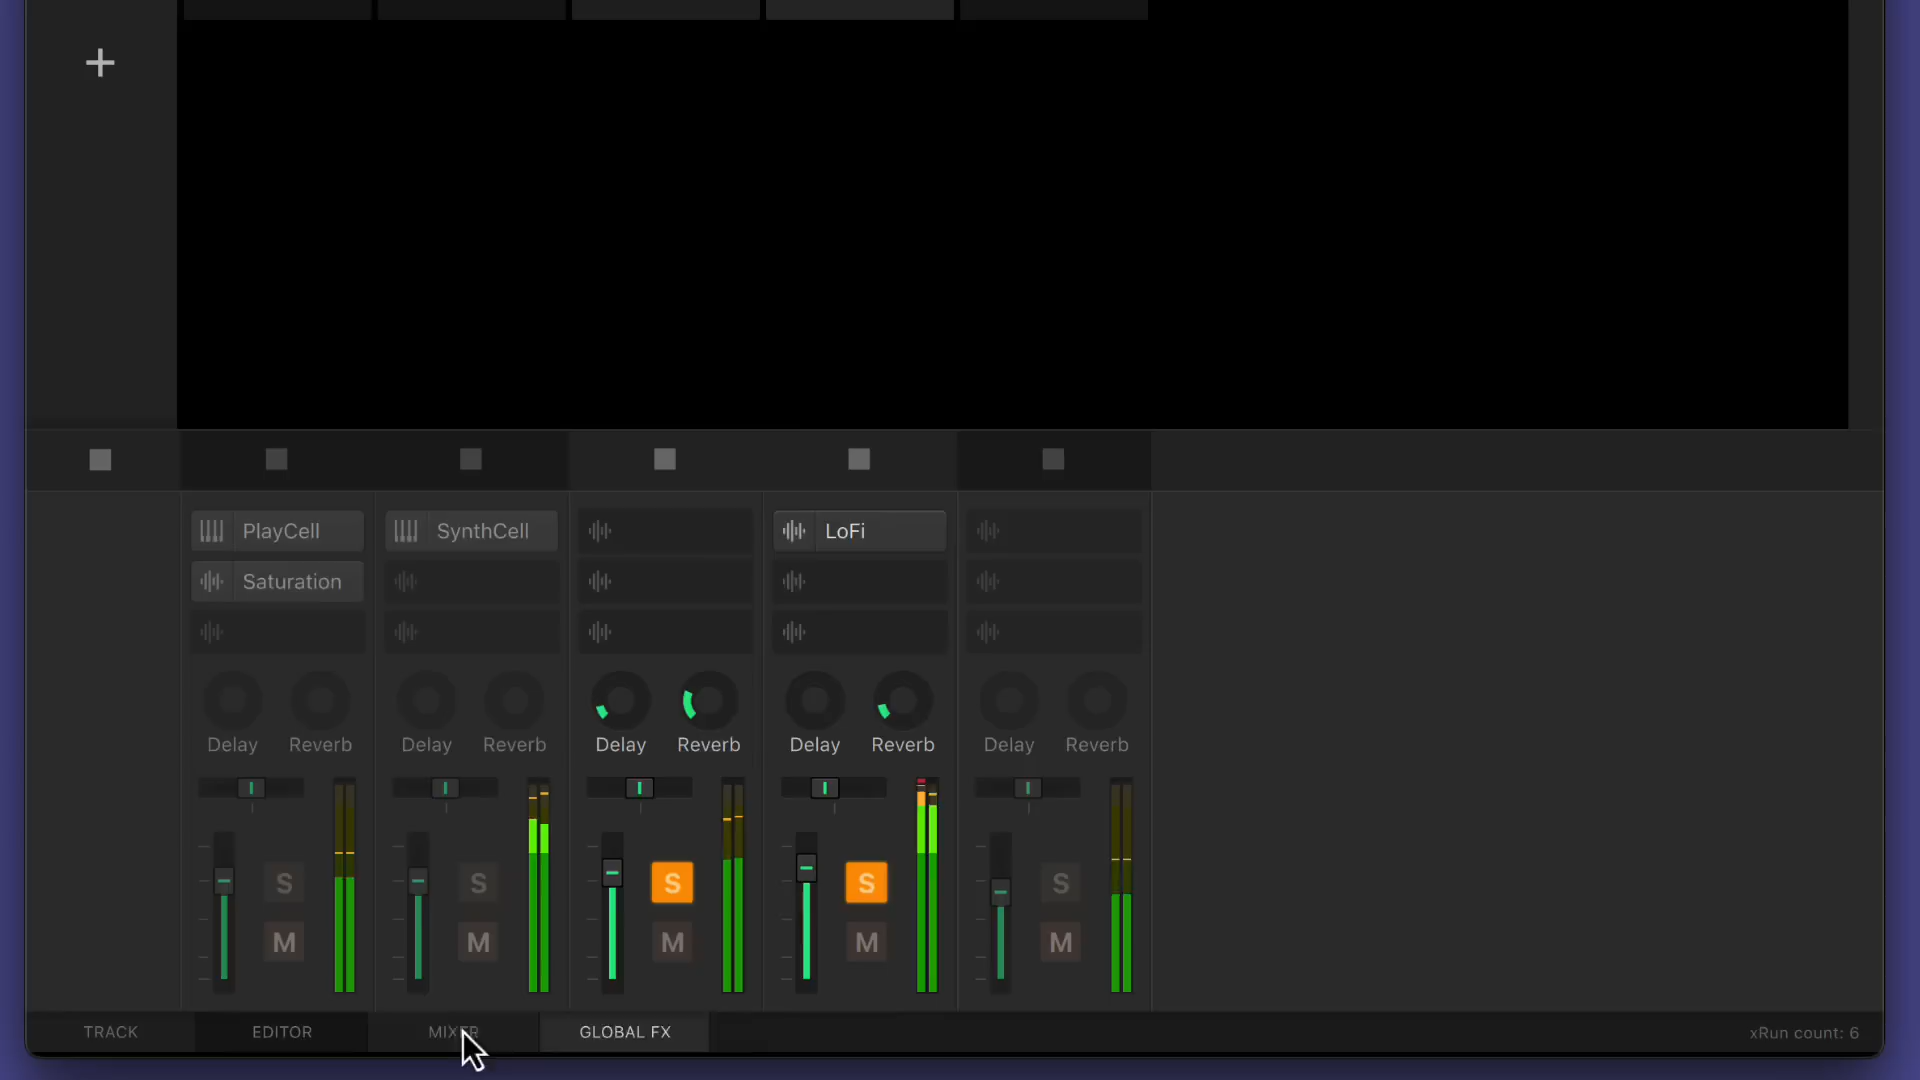 PlayCell SynthCell LoFi
Saturation
Delay Reverb Delay Reverb Delay Reverb Delay Reverb Delay Reverb
S S S S S
M M M M M
TRACK EDITOR MIXER GLOBAL FX xRun count: 6